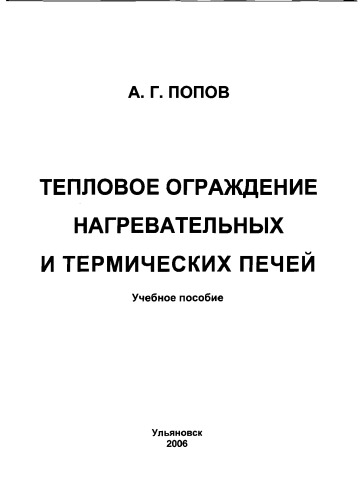 А. Г. ПОПОВ
ТЕПЛОВОЕ ОГРАЖДЕНИЕ
НАГРЕВАТЕЛЬНЫХ
И ТЕРМИЧЕСКИХ ПЕЧЕЙ
Учебное пособие
Ульяновск
2006